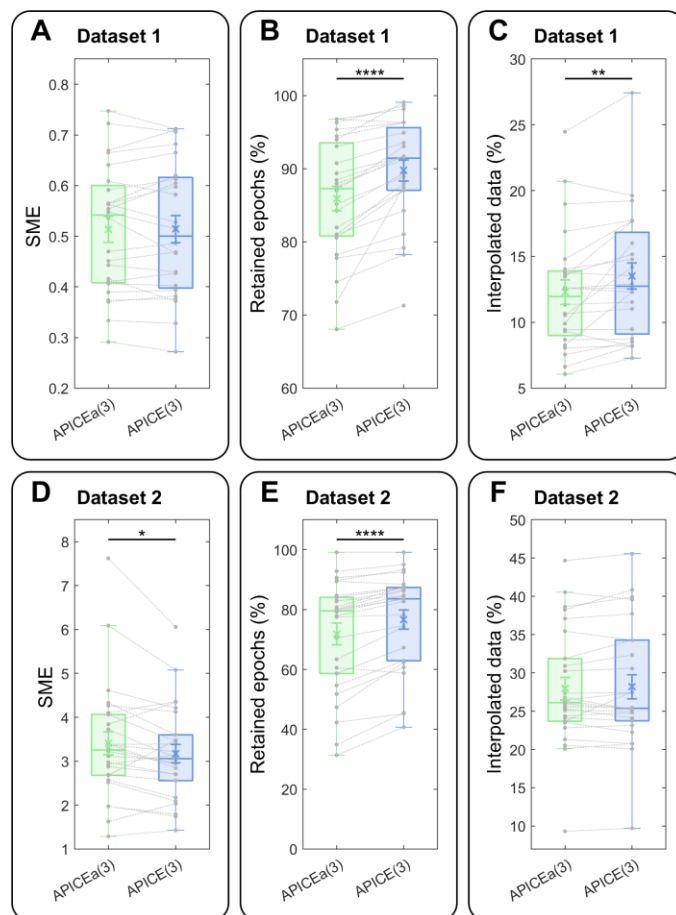 A Dataset 1
SME
0.8
0.7
0.6
0.5
0.4
0.3
0.2
APICEa(3)
APICE(3)
B Dataset 1
****
Retained epochs (%)
100
90
80
70
60
APICEa(3)
APICE(3)
C Dataset 1
**
Interpolated data (%)
30
25
20
15
10
5
APICEa(3)
APICE(3)
D Dataset 2
*
SME
8
7
6
5
4
3
2
1
APICEa(3)
APICE(3)
E Dataset 2
****
Retained epochs (%)
100
80
60
40
20
0
APICEa(3)
APICE(3)
F Dataset 2
Interpolated data (%)
50
45
40
35
30
25
20
15
10
APICEa(3)
APICE(3)